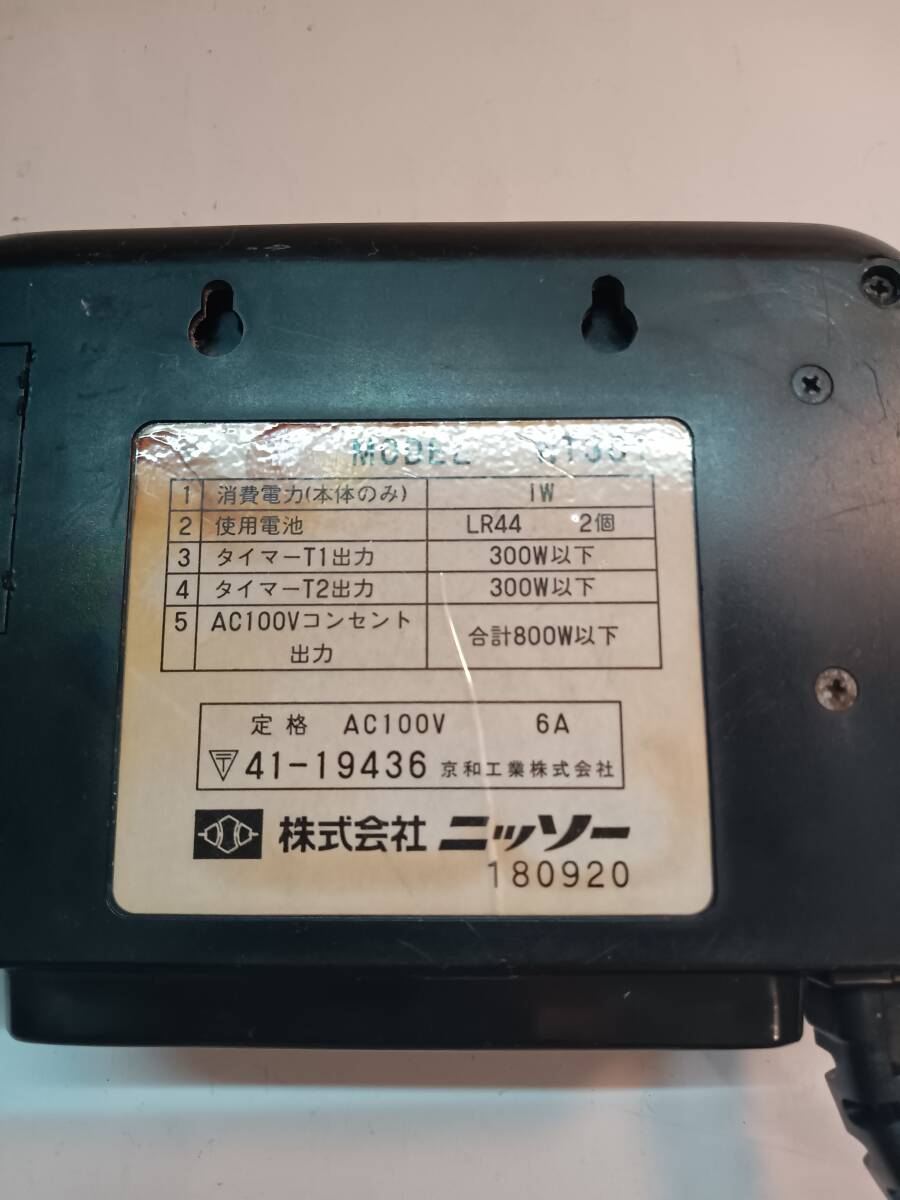 MODEL
1 消費電力(本体のみ) 1W
2 使用電池 LR44 2個
3 タイマーT1出力 300W以下
4 タイマーT2出力 300W以下
5 AC100Vコンセント出力 合計800W以下
定格 AC100V 6A
〒 41-19436 京和工業株式会社
株式会社 ニッソー
180920